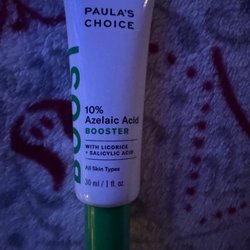 PAULA'S
CHOICE
BOOST
10%
Azelaic Acid
BOOSTER
WITH LICORICE
+ SALICYLIC ACID
All Skin Types
30 ml / 1 fl. oz.